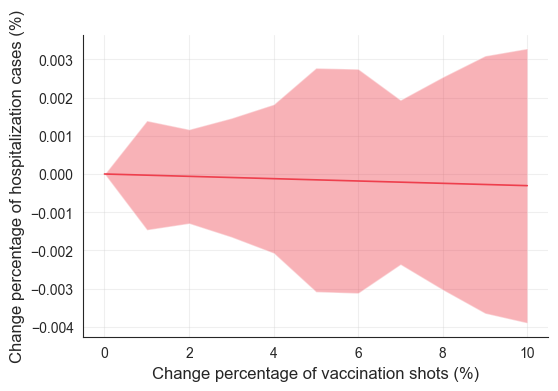 Change percentage of hospitalization cases (%)
0.003
0.002
0.001
0.000
−0.001
−0.002
−0.003
−0.004
0 2 4 6 8 10
Change percentage of vaccination shots (%)